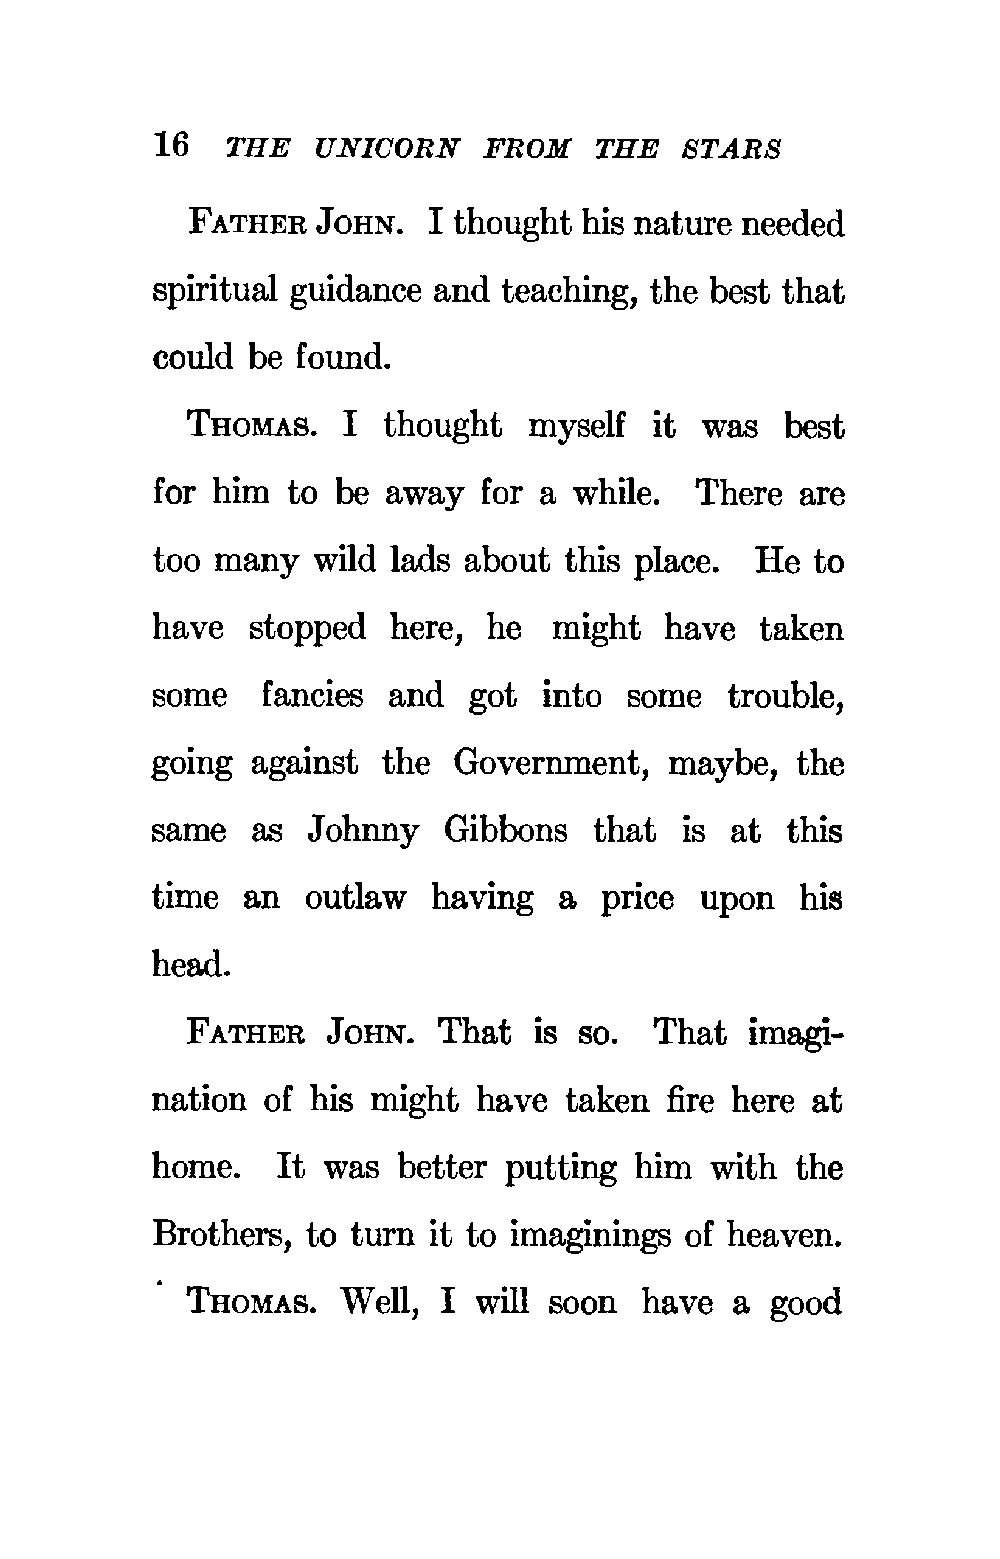 16 THE UNICORN FROM THE STARS
FATHER JOHN. I thought his nature needed
spiritual guidance and teaching, the best that
could be found.
THOMAS. I thought myself it was best
for him to be away for a while. There are
too many wild lads about this place. He to
have stopped here, he might have taken
some fancies and got into some trouble,
going against the Government, maybe, the
same as Johnny Gibbons that is at this
time an outlaw having a price upon his
head.
FATHER JOHN. That is so. That imagi-
nation of his might have taken fire here at
home. It was better putting him with the
Brothers, to turn it to imaginings of heaven.
THOMAS. Well, I will soon have a good